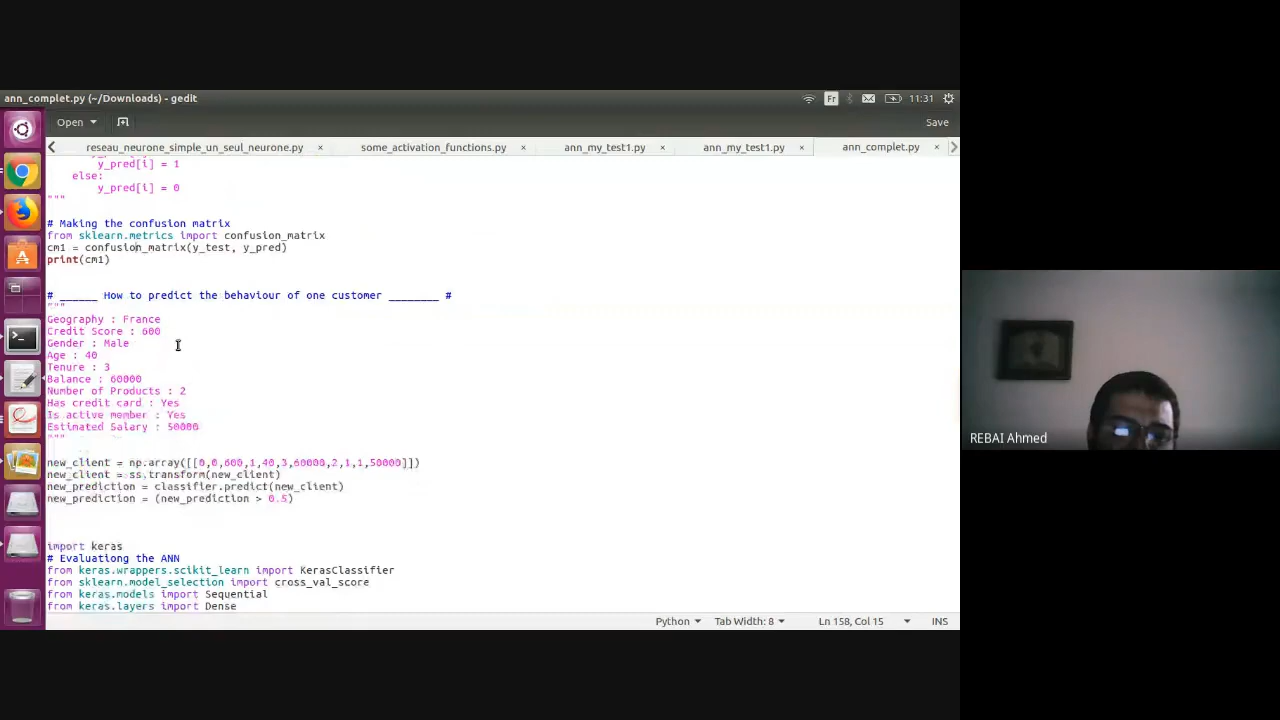 ann_complet.py (~/Downloads) - gedit
Fr
11:31
Open
Save
reseau_neurone_simple_un_seul_neurone.py ×
some_activation_functions.py ×
ann_my_test1.py ×
ann_my_test1.py ×
ann_complet.py ×
y_pred[i] = 1
else:
y_pred[i] = 0
"""
# Making the confusion matrix
from sklearn.metrics import confusion_matrix
cm1 = confusion_matrix(y_test, y_pred)
print(cm1)
# ______ How to predict the behaviour of one customer ________ #
"""
Geography : France
Credit Score : 600
Gender : Male
Age : 40
Tenure : 3
Balance : 60000
Number of Products : 2
Has credit card : Yes
Is active member : Yes
Estimated Salary : 50000
"""
new_client = np.array([[0,0,600,1,40,3,60000,2,1,1,50000]])
new_client = ss.transform(new_client)
new_prediction = classifier.predict(new_client)
new_prediction = (new_prediction > 0.5)
import keras
# Evaluationg the ANN
from keras.wrappers.scikit_learn import KerasClassifier
from sklearn.model_selection import cross_val_score
from keras.models import Sequential
from keras.layers import Dense
Python
Tab Width: 8
Ln 158, Col 15
INS
REBAI Ahmed